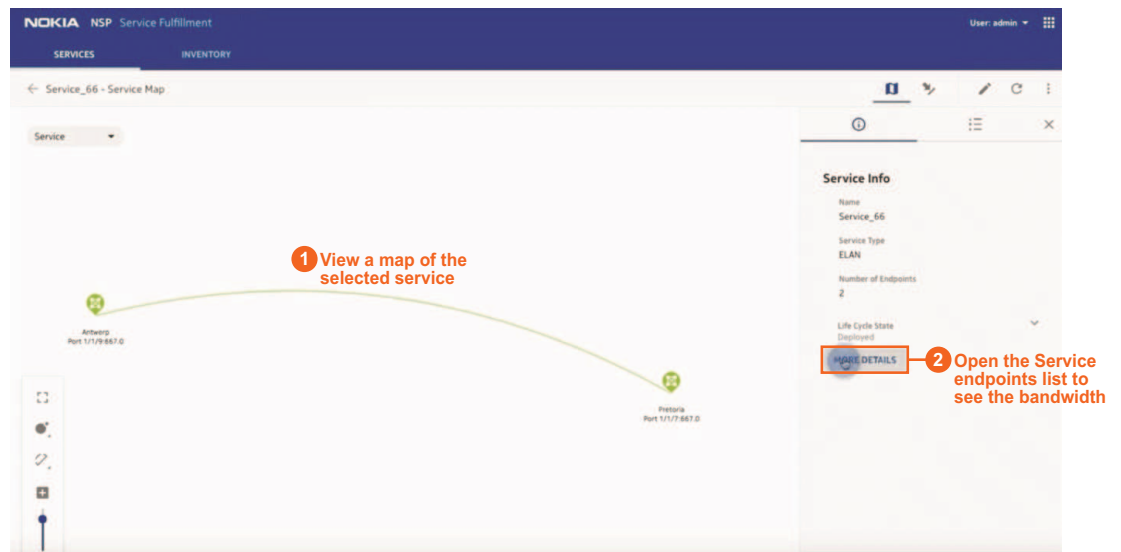 NOKIA NSP Service Fulfillment
User: admin
SERVICES INVENTORY
Service_66 - Service Map
Service
Service Info
Name
Service_66
Service Type
ELAN
Number of Endpoints
2
Life Cycle State
Deployed
MORE DETAILS
1 View a map of the
selected service
2 Open the Service
endpoints list to
see the bandwidth
Antwerp
Port 1/1/9:667.0
Pretoria
Port 1/1/7:667.0